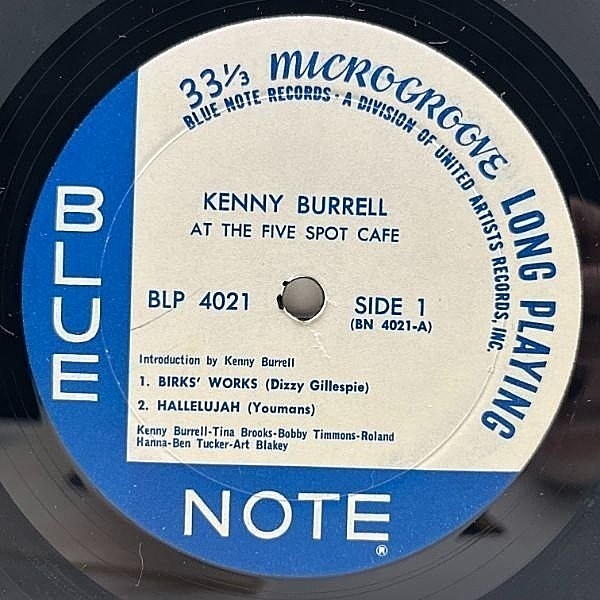 33⅓ MICROGROOVE LONG PLAYING
BLUE NOTE RECORDS · A DIVISION OF UNITED ARTISTS RECORDS, INC.
KENNY BURRELL
AT THE FIVE SPOT CAFE
BLP 4021 SIDE 1
(BN 4021-A)
Introduction by Kenny Burrell
1. BIRKS' WORKS (Dizzy Gillespie)
2. HALLELUJAH (Youmans)
Kenny Burrell-Tina Brooks-Bobby Timmons-Roland
Hanna-Ben Tucker-Art Blakey
BLUE
NOTE®